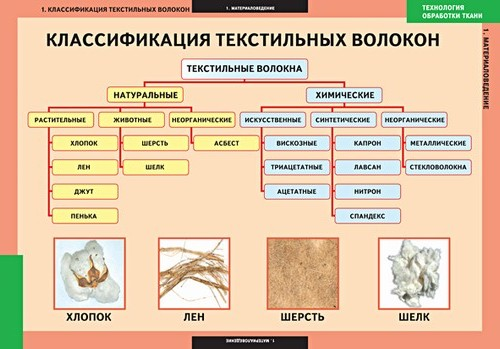 1. КЛАССИФИКАЦИЯ ТЕКСТИЛЬНЫХ ВОЛОКОН
1. МАТЕРИАЛОВЕДЕНИЕ
ТЕХНОЛОГИЯ
ОБРАБОТКИ ТКАНИ
1. МАТЕРИАЛОВЕДЕНИЕ
КЛАССИФИКАЦИЯ ТЕКСТИЛЬНЫХ ВОЛОКОН
ТЕКСТИЛЬНЫЕ ВОЛОКНА
НАТУРАЛЬНЫЕ ХИМИЧЕСКИЕ
РАСТИТЕЛЬНЫЕ ЖИВОТНЫЕ НЕОРГАНИЧЕСКИЕ ИСКУССТВЕННЫЕ СИНТЕТИЧЕСКИЕ НЕОРГАНИЧЕСКИЕ
ХЛОПОК ШЕРСТЬ АСБЕСТ ВИСКОЗНЫЕ КАПРОН МЕТАЛЛИЧЕСКИЕ
ЛЕН ШЕЛК ТРИАЦЕТАТНЫЕ ЛАВСАН СТЕКЛОВОЛОКНА
ДЖУТ АЦЕТАТНЫЕ НИТРОН
ПЕНЬКА СПАНДЕКС
ХЛОПОК ЛЕН ШЕРСТЬ ШЕЛК
1. МАТЕРИАЛОВЕДЕНИЕ